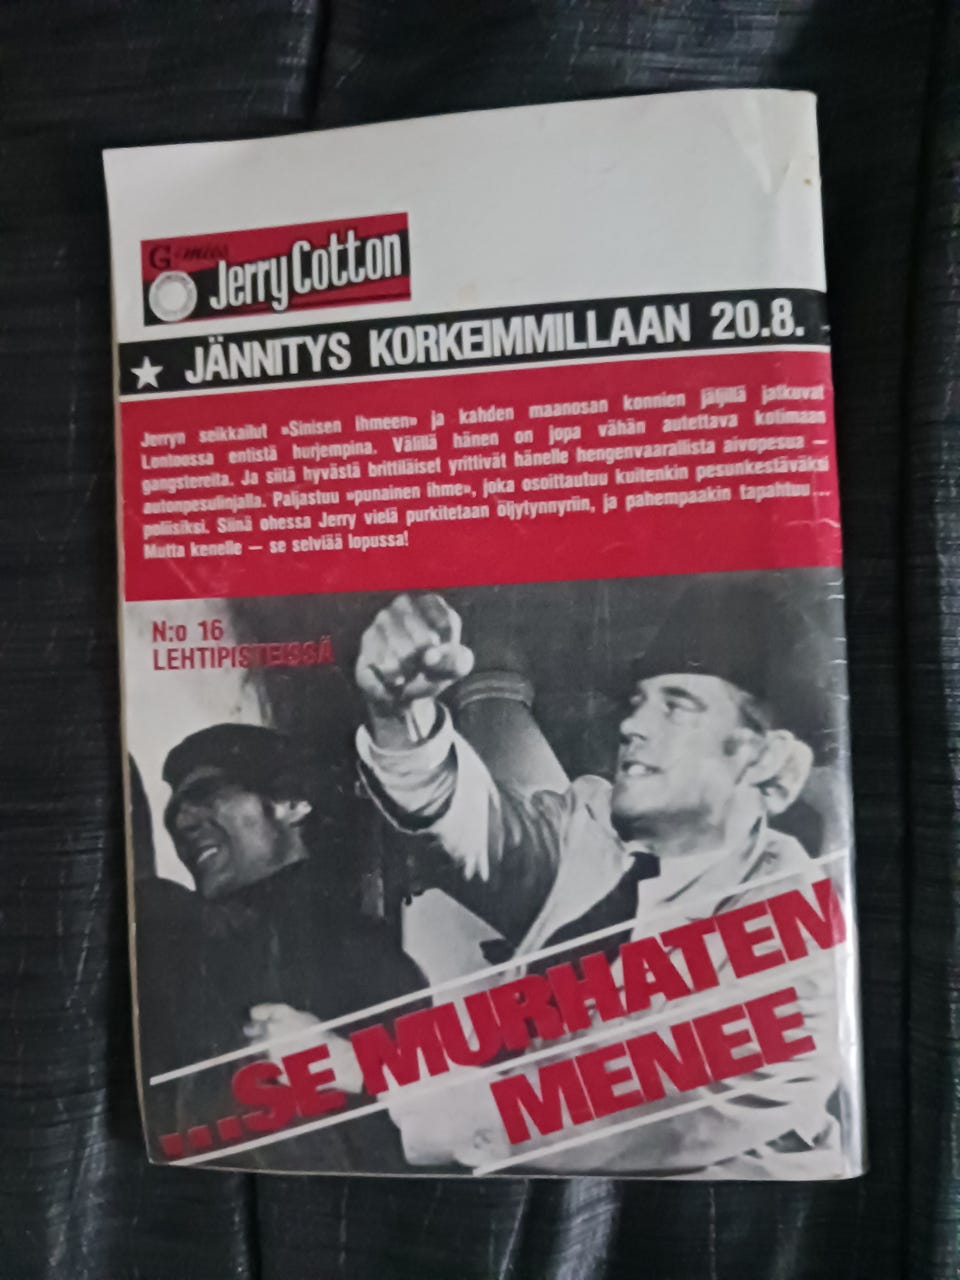 G-mies
Jerry Cotton
★ JÄNNITYS KORKEIMMILLAAN 20.8.
Jerryn seikkailut »Sinisen ihmeen» ja kahden maanosan konnien jäljillä jatkuvat
Lontoossa entistä hurjempina. Välillä hänen on jopa vähän autettava kotimaan
gangstereita. Ja siitä hyvästä brittiläiset yrittivät hänelle hengenvaarallista aivopesua –
autonpesulinjalla. Paljastuu »punainen ihme», joka osoittautuu kuitenkin pesunkestäväksi
poliisiksi. Siinä ohessa Jerry vielä purkitetaan öljytynnyriin, ja pahempaakin tapahtuu...
Mutta kenelle – se selviää lopussa!
N:o 16
LEHTIPISTEISSÄ
...SE MURHATEN
MENEE